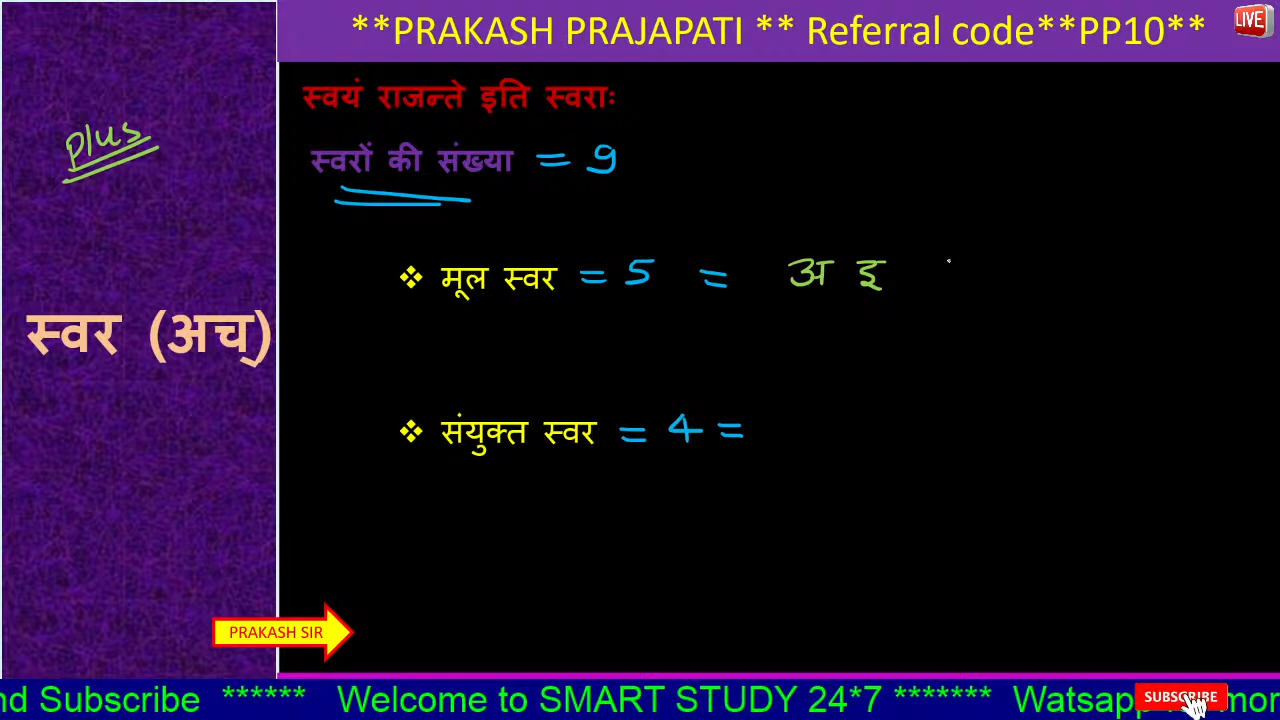 **PRAKASH PRAJAPATI ** Referral code**PP10**
LIVE
plus
स्वर (अच्)
स्वयं राजन्ते इति स्वराः
स्वरों की संख्या = 9
❖ मूल स्वर = 5 = अ इ
❖ संयुक्त स्वर = 4 =
PRAKASH SIR
nd Subscribe ****** Welcome to SMART STUDY 24*7 ******* Watsapp
SUBSCRIBE